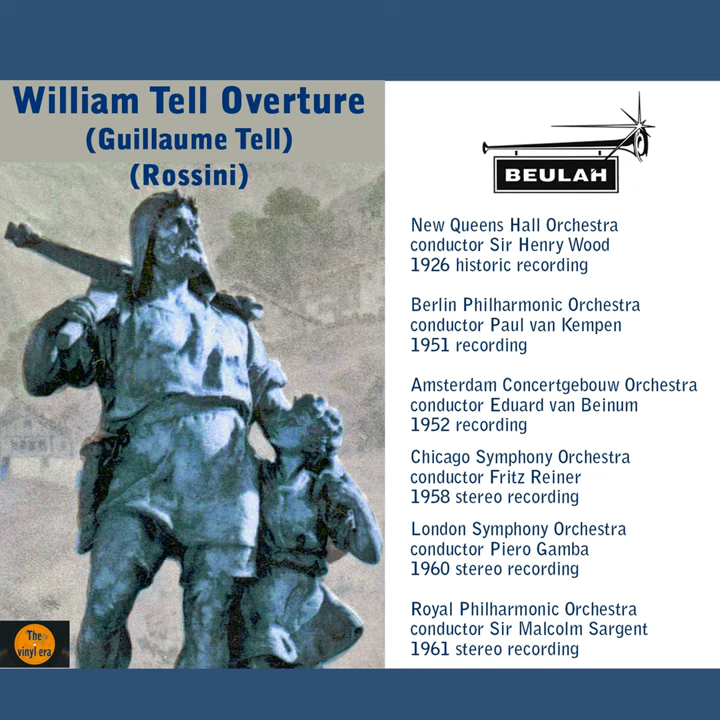 William Tell Overture
(Guillaume Tell)
(Rossini)
BEULAH
New Queens Hall Orchestra
conductor Sir Henry Wood
1926 historic recording
Berlin Philharmonic Orchestra
conductor Paul van Kempen
1951 recording
Amsterdam Concertgebouw Orchestra
conductor Eduard van Beinum
1952 recording
Chicago Symphony Orchestra
conductor Fritz Reiner
1958 stereo recording
London Symphony Orchestra
conductor Piero Gamba
1960 stereo recording
Royal Philharmonic Orchestra
conductor Sir Malcolm Sargent
1961 stereo recording
The
vinyl era